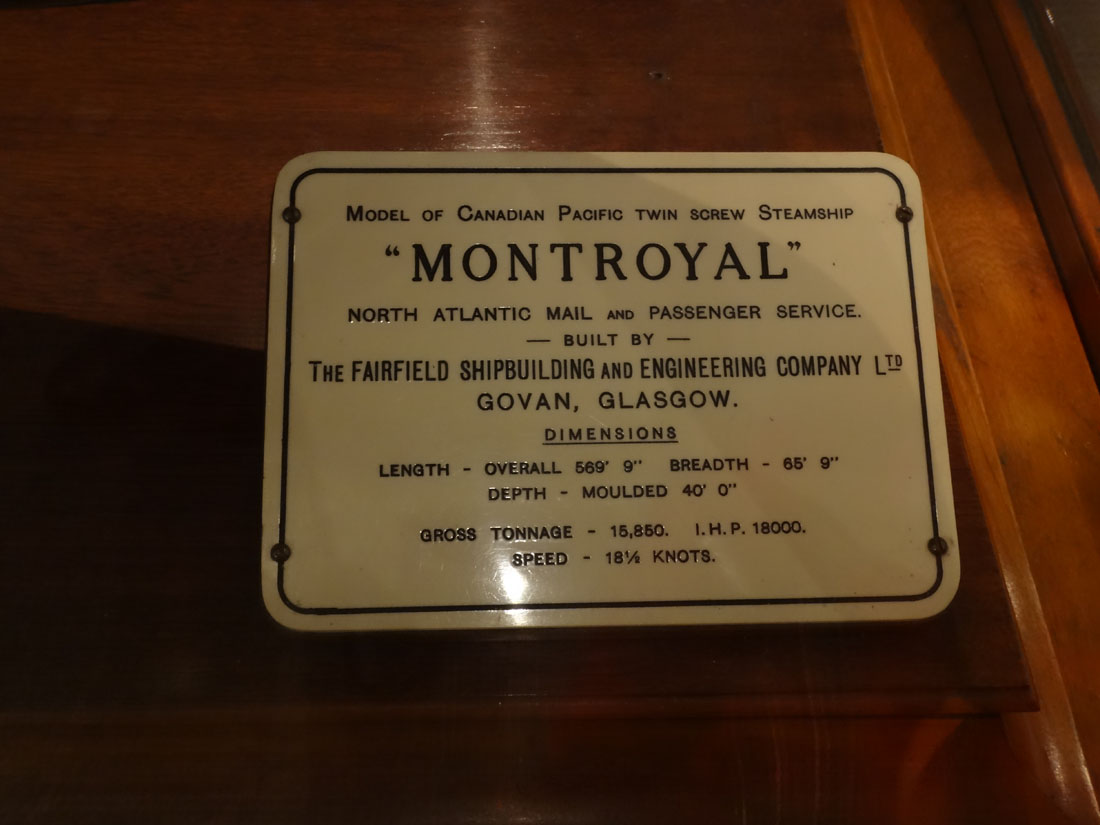 Model of Canadian Pacific twin screw Steamship
“MONTROYAL”
NORTH ATLANTIC MAIL AND PASSENGER SERVICE.
— BUILT BY —
The FAIRFIELD SHIPBUILDING AND ENGINEERING COMPANY LTD
GOVAN, GLASGOW.
DIMENSIONS
LENGTH - OVERALL 569' 9" BREADTH - 65' 9"
DEPTH - MOULDED 40' 0"
GROSS TONNAGE - 15,850. I.H.P. 18000.
SPEED - 18½ KNOTS.